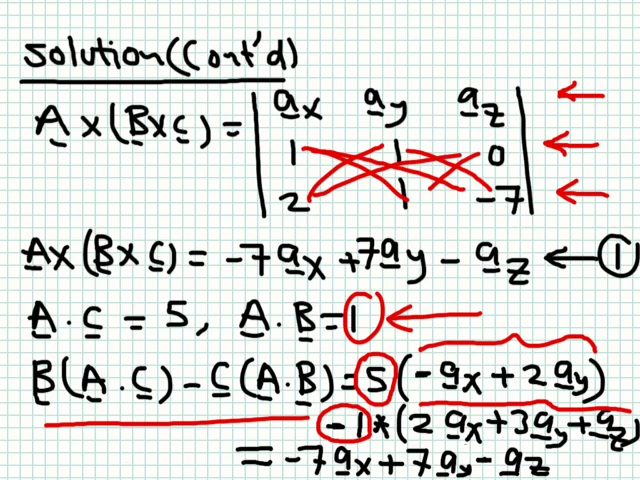 Solution(Cont'd)
A x (B x C) = | ax ay az |
| 1 1 0 |
| 2 1 -7 |
A x (B x C) = -7ax + 7ay - az ← ①
A . C = 5, A . B = 1 ←
B(A . C) - C(A . B) = 5(-ax + 2ay)
-1*(2ax + 3ay + az)
= -7ax + 7ay - az